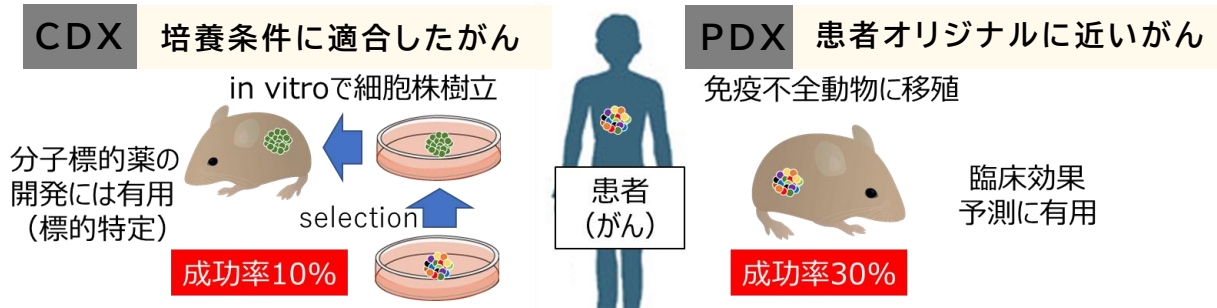 CDX 培養条件に適合したがん
in vitroで細胞株樹立
分子標的薬の
開発には有用
（標的特定）
selection
成功率10%
患者
（がん）
PDX 患者オリジナルに近いがん
免疫不全動物に移殖
臨床効果
予測に有用
成功率30%